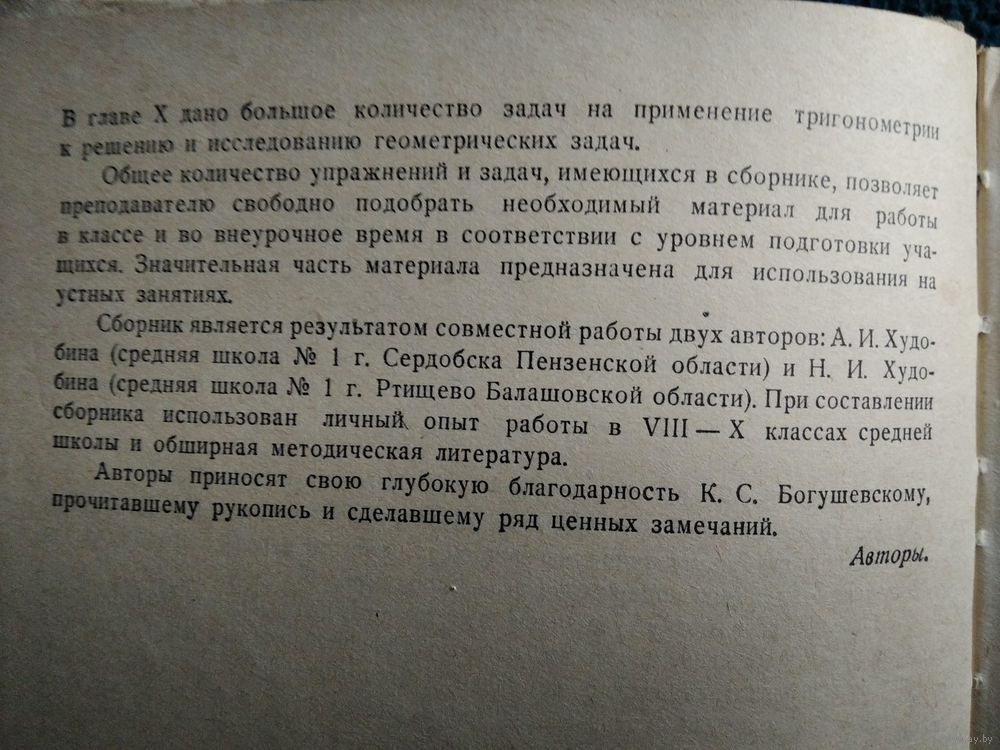 В главе X дано большое количество задач на применение тригонометрии
к решению и исследованию геометрических задач.
Общее количество упражнений и задач, имеющихся в сборнике, позволяет
преподавателю свободно подобрать необходимый материал для работы
в классе и во внеурочное время в соответствии с уровнем подготовки уча-
щихся. Значительная часть материала предназначена для использования на
устных занятиях.
Сборник является результатом совместной работы двух авторов: А. И. Худо-
бина (средняя школа № 1 г. Сердобска Пензенской области) и Н. И. Худо-
бина (средняя школа № 1 г. Ртищево Балашовской области). При составлении
сборника использован личный опыт работы в VIII — X классах средней
школы и обширная методическая литература.
Авторы приносят свою глубокую благодарность К. С. Богушевскому,
прочитавшему рукопись и сделавшему ряд ценных замечаний.
Авторы.